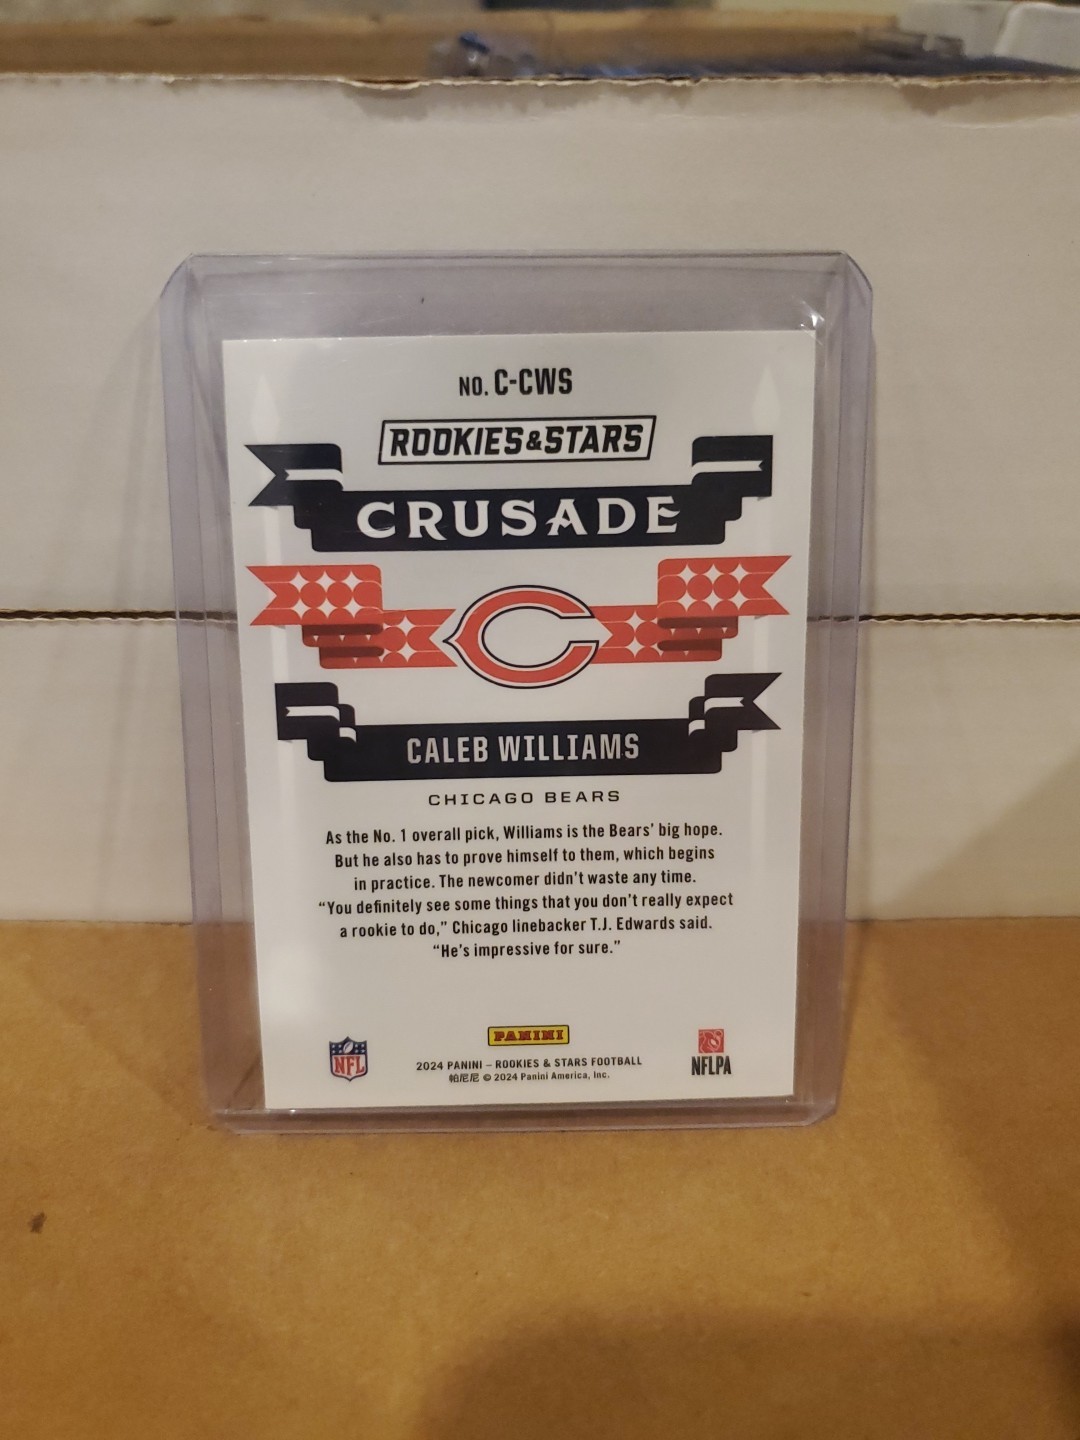 NO. C-CWS
ROOKIES&STARS
CRUSADE
CALEB WILLIAMS
CHICAGO BEARS
As the No. 1 overall pick, Williams is the Bears' big hope.
But he also has to prove himself to them, which begins
in practice. The newcomer didn't waste any time.
“You definitely see some things that you don't really expect
a rookie to do,” Chicago linebacker T.J. Edwards said.
“He's impressive for sure.”
PANINI
NFL
2024 PANINI – ROOKIES & STARS FOOTBALL
帕尼尼 © 2024 Panini America, Inc.
NFLPA